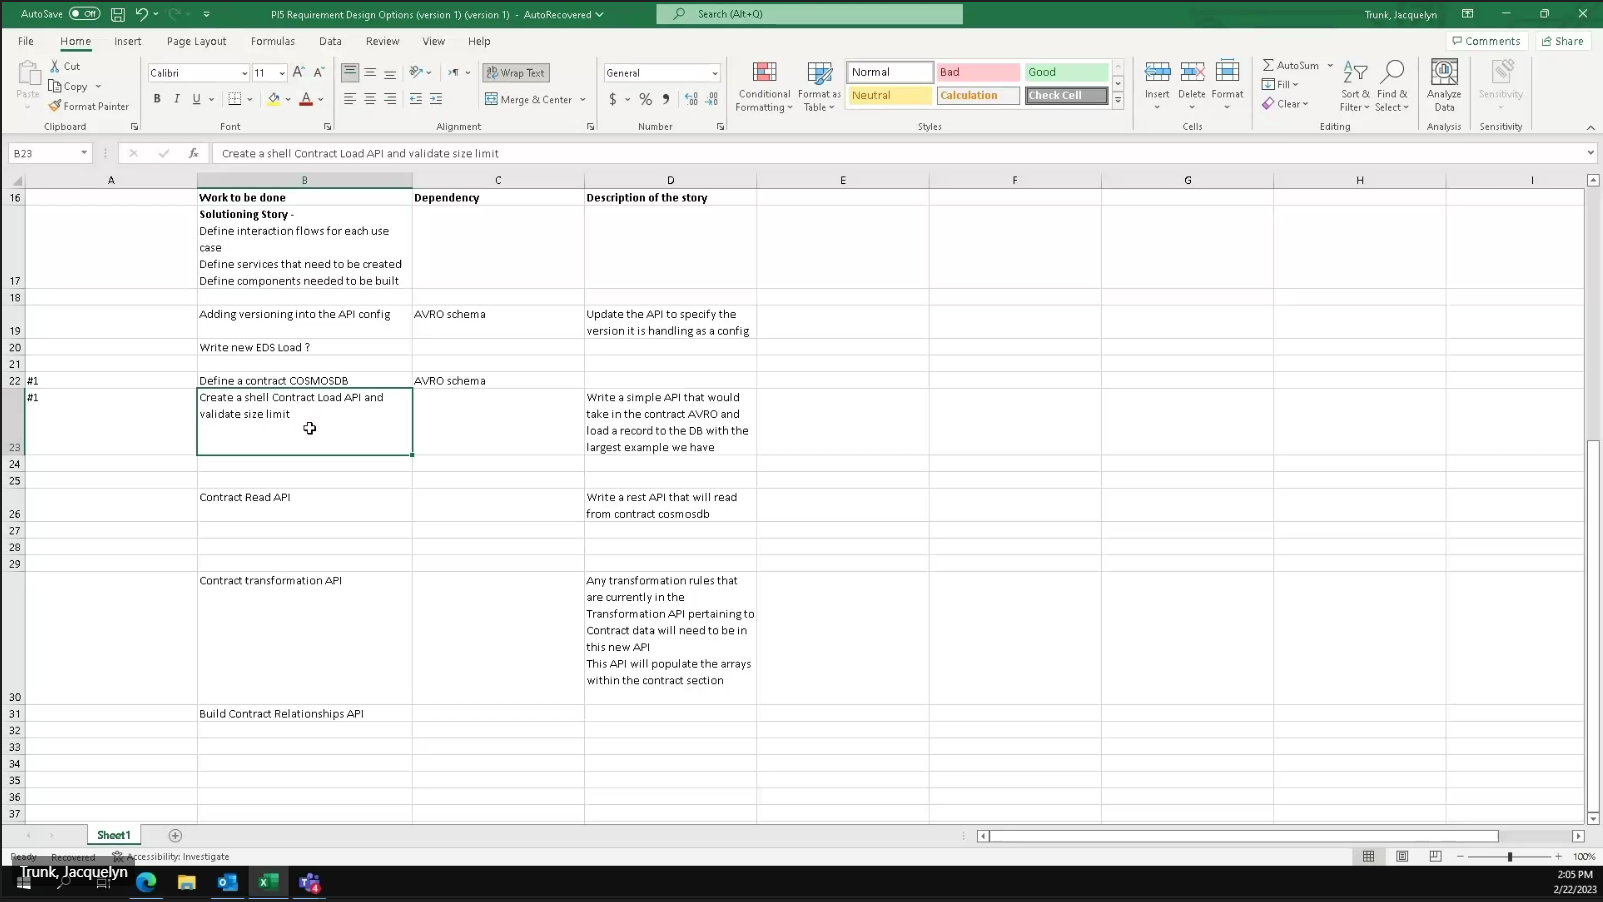 AutoSave Off PI5 Requirement Design Options (version 1) (version 1) - AutoRecovered Search (Alt+Q) Trunk, Jacquelyn
File Home Insert Page Layout Formulas Data Review View Help Comments Share
Paste Cut Copy Format Painter Clipboard
Calibri 11 B I U A Font
Wrap Text Merge & Center Alignment
General $ % Number
Conditional Formatting Format as Table Normal Bad Good Neutral Calculation Check Cell Styles
Insert Delete Format Cells
AutoSum Fill Clear Sort & Filter Find & Select Editing
Analyze Data Analysis
Sensitivity Sensitivity
B23 fx Create a shell Contract Load API and validate size limit
A B C D E F G H I
16 Work to be done Dependency Description of the story
Solutioning Story -
Define interaction flows for each use
case
Define services that need to be created
17 Define components needed to be built
18
Adding versioning into the API config AVRO schema Update the API to specify the
19 version it is handling as a config
20 Write new EDS Load ?
21
22 #1 Define a contract COSMOSDB AVRO schema
#1 Create a shell Contract Load API and Write a simple API that would
validate size limit take in the contract AVRO and
load a record to the DB with the
23 largest example we have
24
25
Contract Read API Write a rest API that will read
26 from contract cosmosdb
27
28
29
Contract transformation API Any transformation rules that
are currently in the
Transformation API pertaining to
Contract data will need to be in
this new API
This API will populate the arrays
within the contract section
30
31 Build Contract Relationships API
32
33
34
35
36
37
Sheet1
Ready Recovered Accessibility: Investigate 100%
Trunk, Jacquelyn
4
2:05 PM
2/22/2023